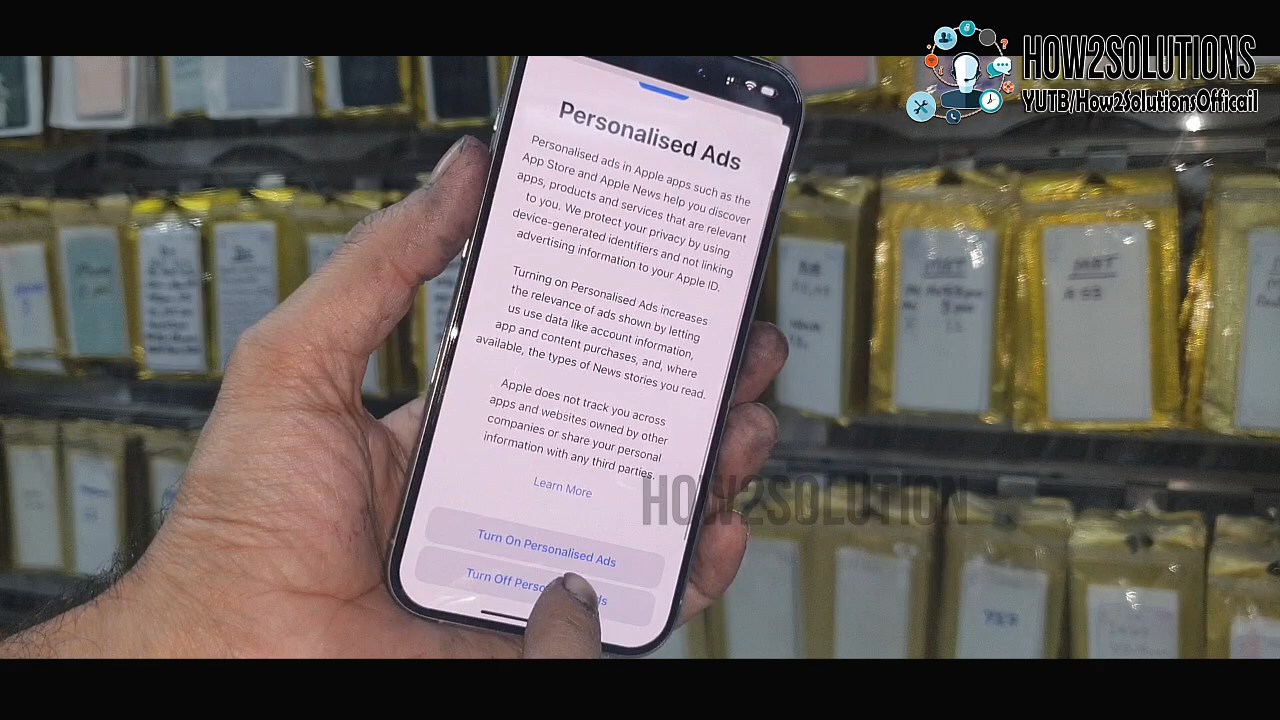 HOW2SOLUTIONS
YUTB/How2SolutionsOfficail
Personalised Ads
Personalised ads in Apple apps such as the
App Store and Apple News help you discover
apps, products and services that are relevant
to you. We protect your privacy by using
device-generated identifiers and not linking
advertising information to your Apple ID.
Turning on Personalised Ads increases
the relevance of ads shown by letting
us use data like account information,
app and content purchases, and, where
available, the types of News stories you read.
Apple does not track you across
apps and websites owned by other
companies or share your personal
information with any third parties.
Learn More
HOW2SOLUTION
Turn On Personalised Ads
Turn Off